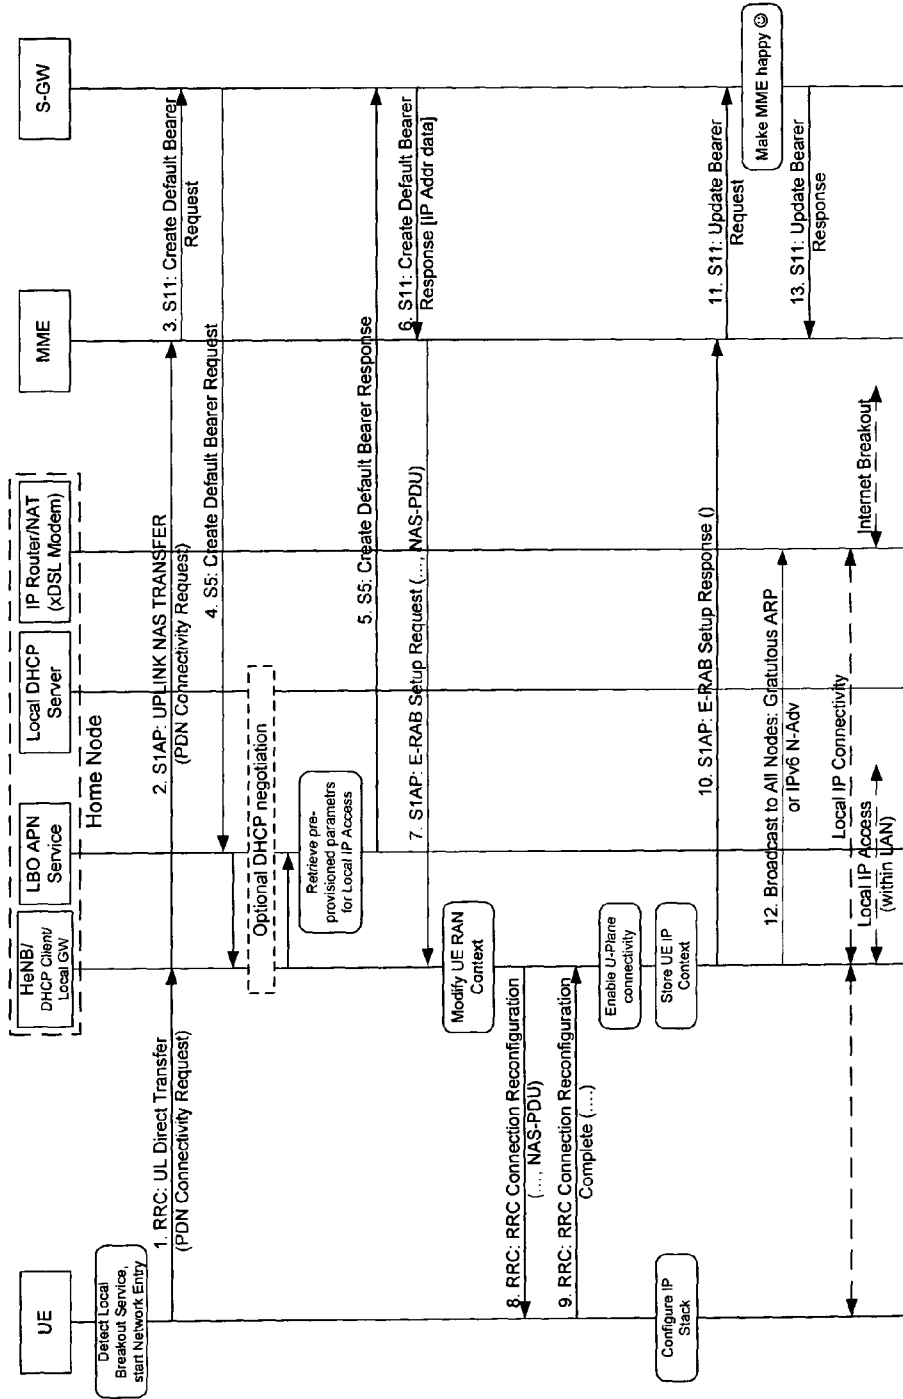 UE
HeNB/
DHCP Client/
Local GW
LBO APN
Service
Local DHCP
Server
IP Router/NAT
(xDSL Modem)
Home Node
MME
S-GW
Detect Local
Breakout Service,
start Network Entry
1. RRC: UL Direct Transfer
(PDN Connectivity Request)
2. S1AP: UPLINK NAS TRANSFER
(PDN Connect Request)
3. S11: Create Default Bearer
Request
4. S5: Create Default Bearer Request
Optional DHCP negotiation
Retrieve pre-
provisioned parametrs
for Local IP Access
5. S5: Create Default Bearer Response
6. S11: Create Default Bearer
Response [IP Addr data]
7. S1AP: E-RAB Setup Request (..., NAS-PDU)
Modify UE RAN
Context
8. RRC: RRC Connection Reconfiguration
(..., NAS-PDU)
9. RRC: RRC Connection Reconfiguration
Complete (....)
Enable U-Plane
connectivity
Store UE IP
Context
Configure IP
Stack
10. S1AP: E-RAB Setup Response ()
11. S11: Update Bearer
Request
Make MME happy ☺
12. Broadcast to All Nodes: Gratutous ARP
or IPv6 N-Adv
13. S11: Update Bearer
Response
Local IP Connectivity
Local IP Access
(within LAN)
Internet Breakout